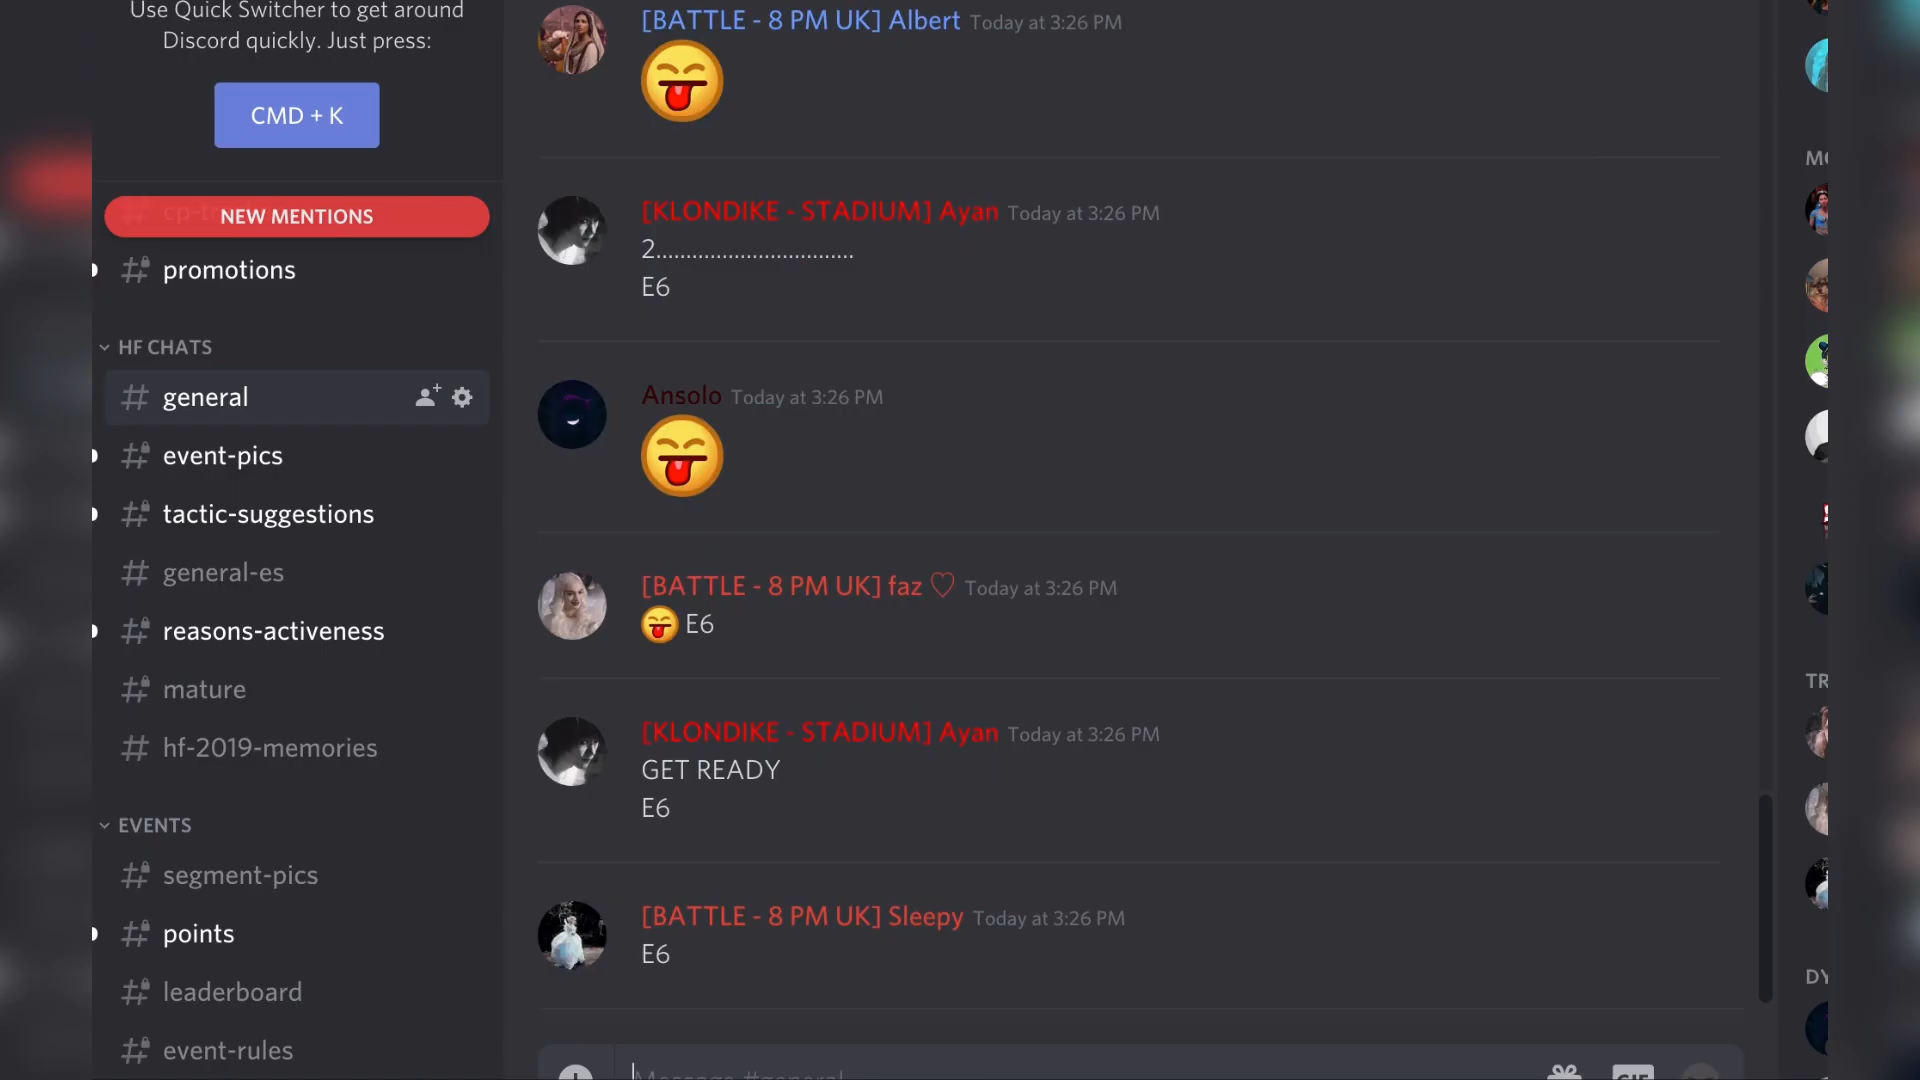 Use Quick Switcher to get around
Discord quickly. Just press:
CMD + K
NEW MENTIONS
promotions
HF CHATS
general
event-pics
tactic-suggestions
general-es
reasons-activeness
mature
hf-2019-memories
EVENTS
segment-pics
points
leaderboard
event-rules
[BATTLE - 8 PM UK] Albert Today at 3:26 PM
[KLONDIKE - STADIUM] Ayan Today at 3:26 PM
2.................................
E6
Ansolo Today at 3:26 PM
[BATTLE - 8 PM UK] faz ♡ Today at 3:26 PM
😝 E6
[KLONDIKE - STADIUM] Ayan Today at 3:26 PM
GET READY
E6
[BATTLE - 8 PM UK] Sleepy Today at 3:26 PM
E6
Message #general
GIF